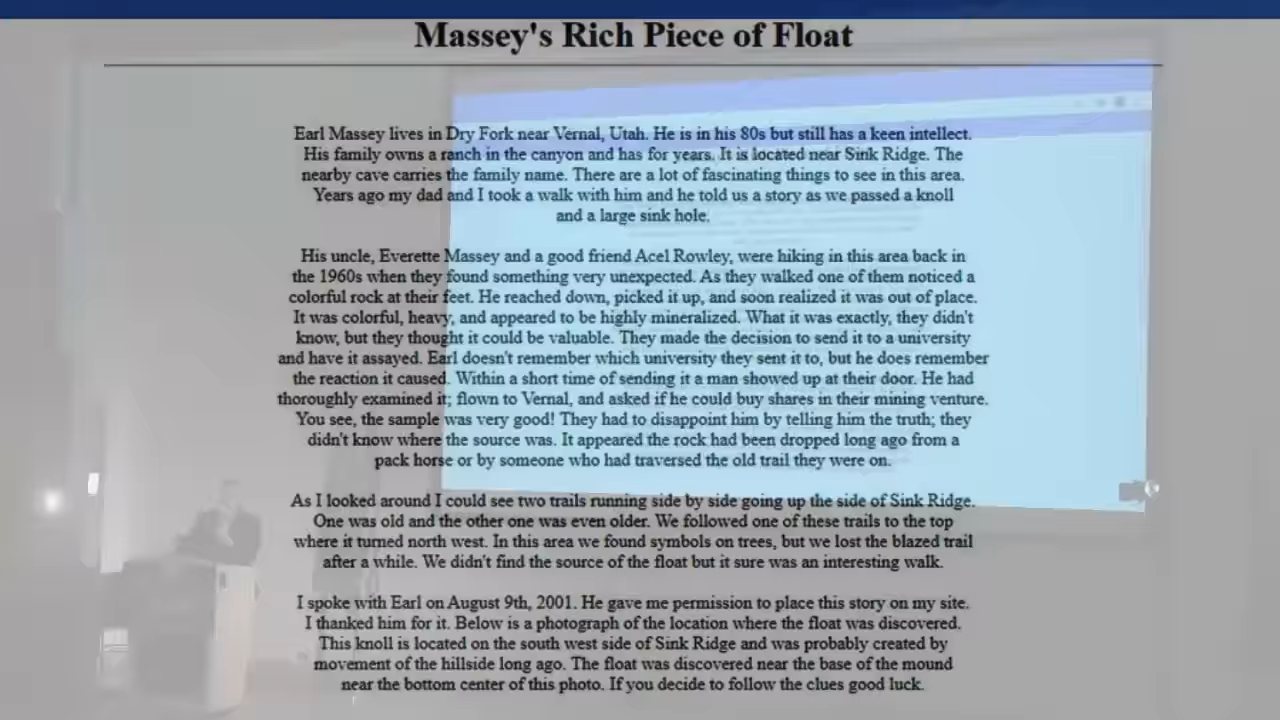 Massey's Rich Piece of Float
Earl Massey lives in Dry Fork near Vernal, Utah. He is in his 80s but still has a keen intellect.
His family owns a ranch in the canyon and has for years. It is located near Sink Ridge. The
nearby cave carries the family name. There are a lot of fascinating things to see in this area.
Years ago my dad and I took a walk with him and he told us a story as we passed a knoll
and a large sink hole.
His uncle, Everette Massey and a good friend Acel Rowley, were hiking in this area back in
the 1960s when they found something very unexpected. As they walked one of them noticed a
colorful rock at their feet. He reached down, picked it up, and soon realized it was out of place.
It was colorful, heavy, and appeared to be highly mineralized. What it was exactly, they didn't
know, but they thought it could be valuable. They made the decision to send it to a university
and have it assayed. Earl doesn't remember which university they sent it to, but he does remember
the reaction it caused. Within a short time of sending it a man showed up at their door. He had
thoroughly examined it; flown to Vernal, and asked if he could buy shares in their mining venture.
You see, the sample was very good! They had to disappoint him by telling him the truth; they
didn't know where the source was. It appeared the rock had been dropped long ago from a
pack horse or by someone who had traversed the old trail they were on.
As I looked around I could see two trails running side by side going up the side of Sink Ridge.
One was old and the other one was even older. We followed one of these trails to the top
where it turned north west. In this area we found symbols on trees, but we lost the blazed trail
after a while. We didn't find the source of the float but it sure was an interesting walk.
I spoke with Earl on August 9th, 2001. He gave me permission to place this story on my site.
I thanked him for it. Below is a photograph of the location where the float was discovered.
This knoll is located on the south west side of Sink Ridge and was probably created by
movement of the hillside long ago. The float was discovered near the base of the mound
near the bottom center of this photo. If you decide to follow the clues good luck.